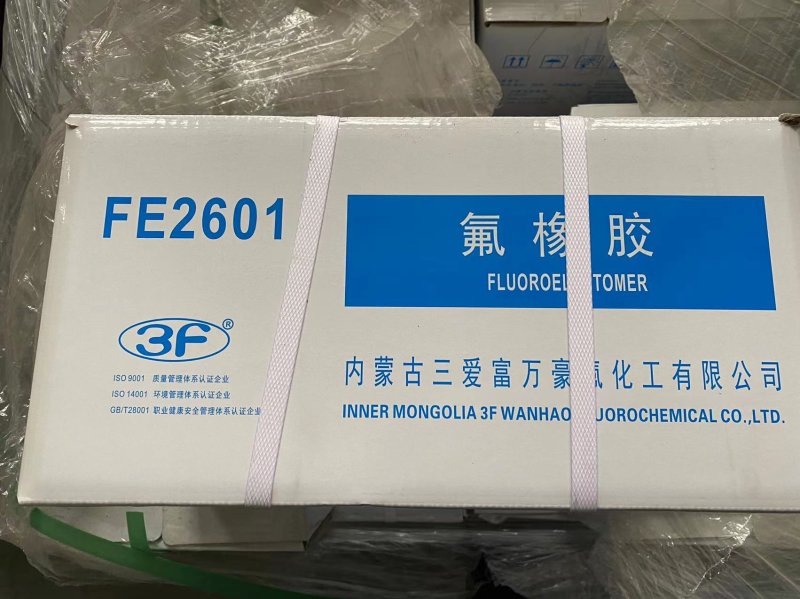 FE2601
氟橡胶
FLUOROEL TOMER
3F®
ISO 9001 质量管理体系认证企业
ISO 14001 环境管理体系认证企业
GB/T28001 职业健康安全管理体系认证企业
内蒙古三爱富万豪氟化工有限公司
INNER MONGOLIA 3F WANHAO UOROCHEMICAL CO.,LTD.